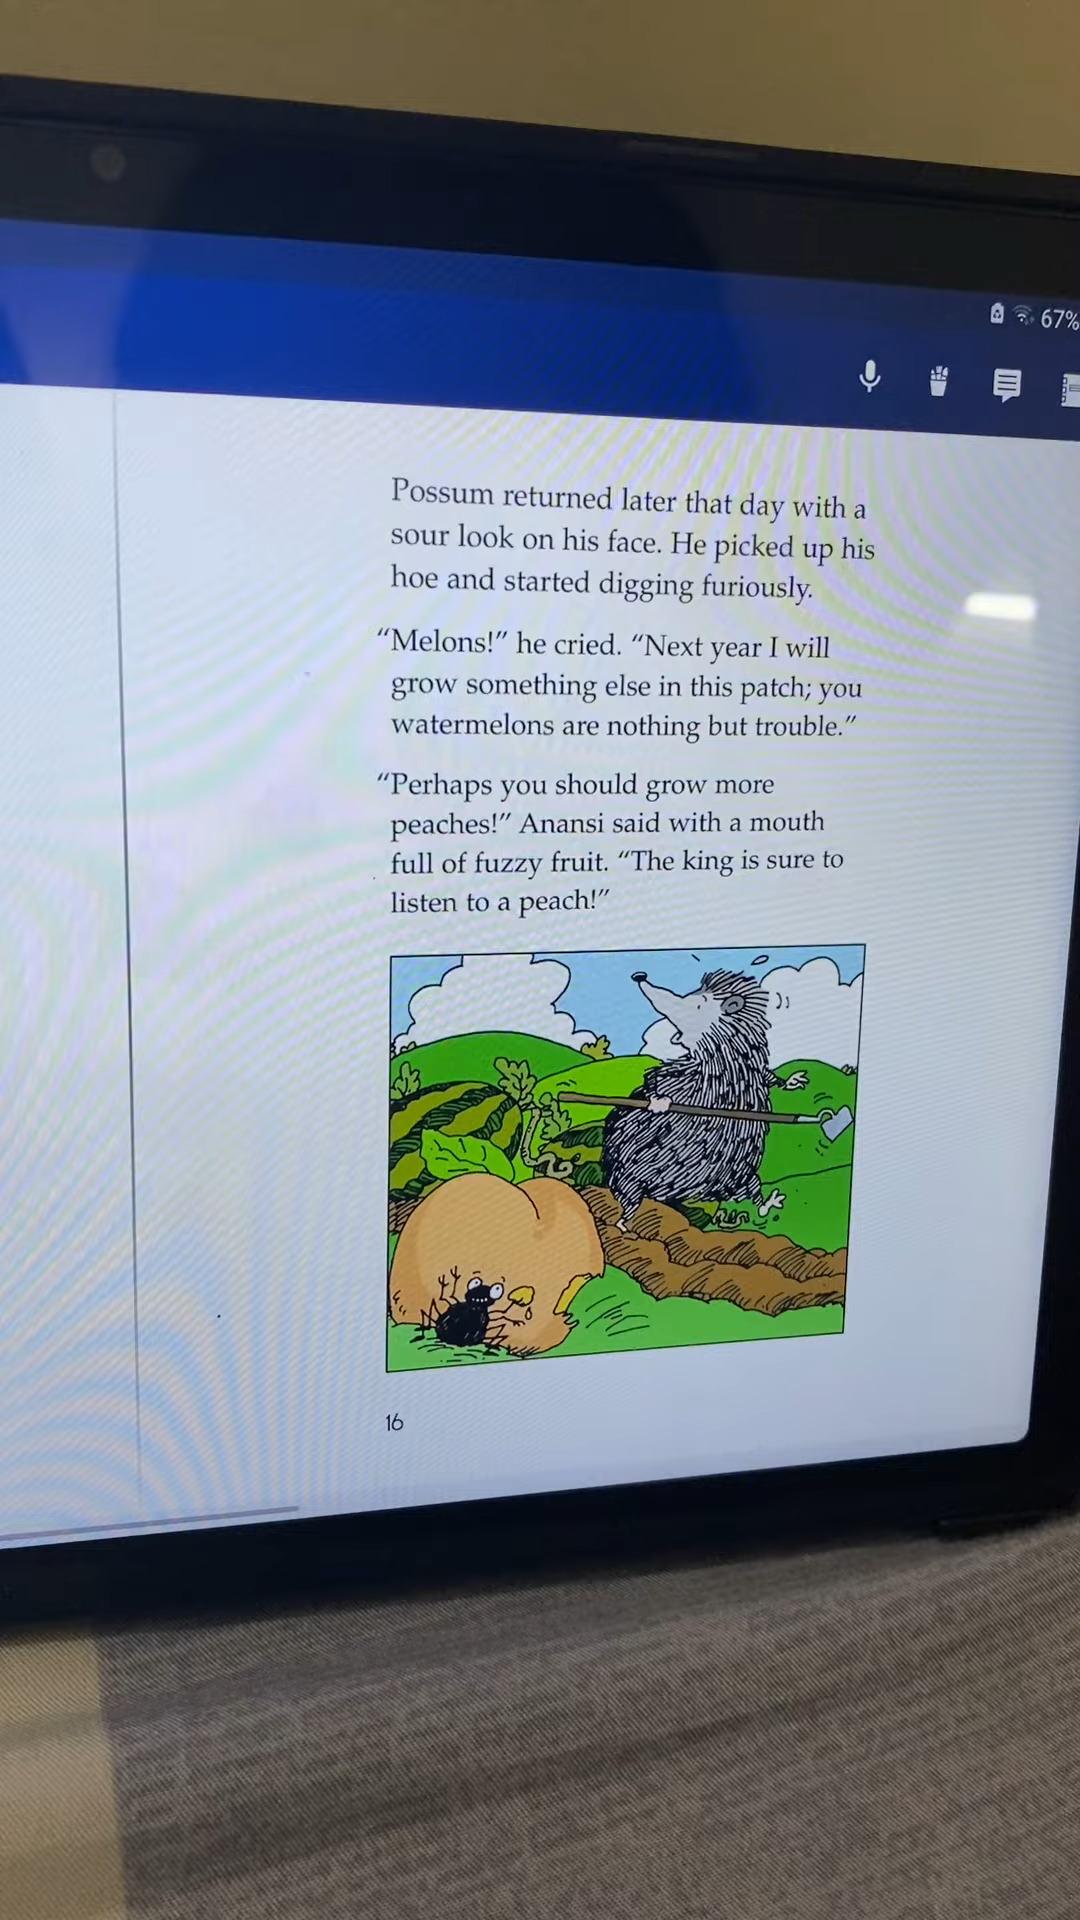 67%
Possum returned later that day with a
sour look on his face. He picked up his
hoe and started digging furiously.
“Melons!” he cried. “Next year I will
grow something else in this patch; you
watermelons are nothing but trouble.”
“Perhaps you should grow more
peaches!” Anansi said with a mouth
full of fuzzy fruit. “The king is sure to
listen to a peach!”
16